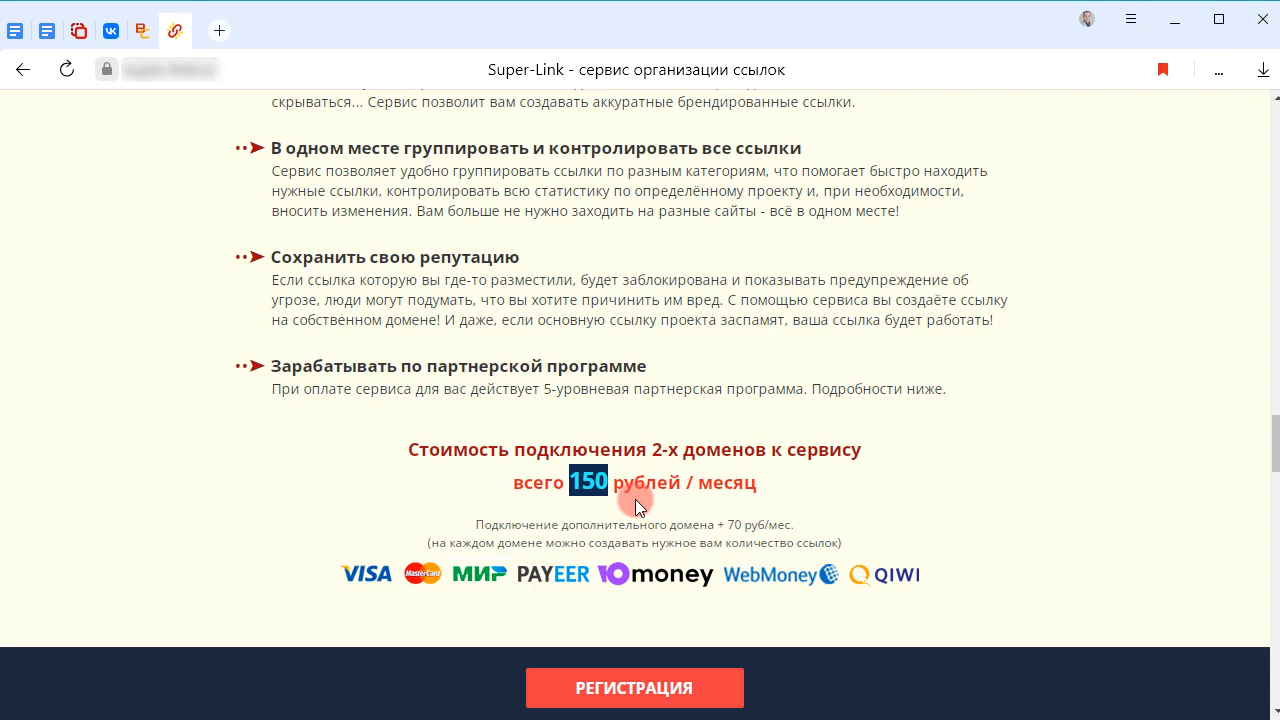 Super-Link - сервис организации ссылок
скрываться... Сервис позволит вам создавать аккуратные брендированные ссылки.
В одном месте группировать и контролировать все ссылки
Сервис позволяет удобно группировать ссылки по разным категориям, что помогает быстро находить
нужные ссылки, контролировать всю статистику по определённому проекту и, при необходимости,
вносить изменения. Вам больше не нужно заходить на разные сайты - всё в одном месте!
Сохранить свою репутацию
Если ссылка которую вы где-то разместили, будет заблокирована и показывать предупреждение об
угрозе, люди могут подумать, что вы хотите причинить им вред. С помощью сервиса вы создаёте ссылку
на собственном домене! И даже, если основную ссылку проекта заспамят, ваша ссылка будет работать!
Зарабатывать по партнерской программе
При оплате сервиса для вас действует 5-уровневая партнерская программа. Подробности ниже.
Стоимость подключения 2-х доменов к сервису
всего 150 рублей / месяц
Подключение дополнительного домена + 70 руб/мес.
(на каждом домене можно создавать нужное вам количество ссылок)
VISA MasterCard МИР PAYEER Юmoney WebMoney QIWI
РЕГИСТРАЦИЯ